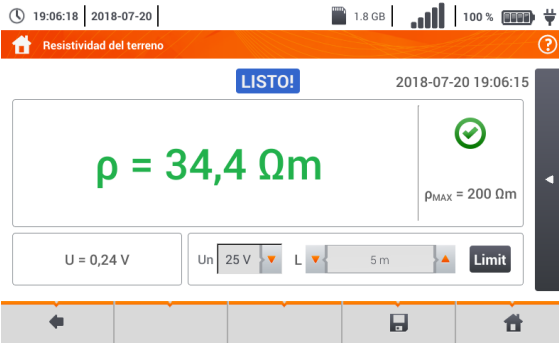 19:06:18 2018-07-20 1.8 GB 100 %
Resistividad del terreno ?
LISTO! 2018-07-20 19:06:15
ρ = 34,4 Ωm
ρMAX = 200 Ωm
U = 0,24 V Un 25 V L 5 m Limit